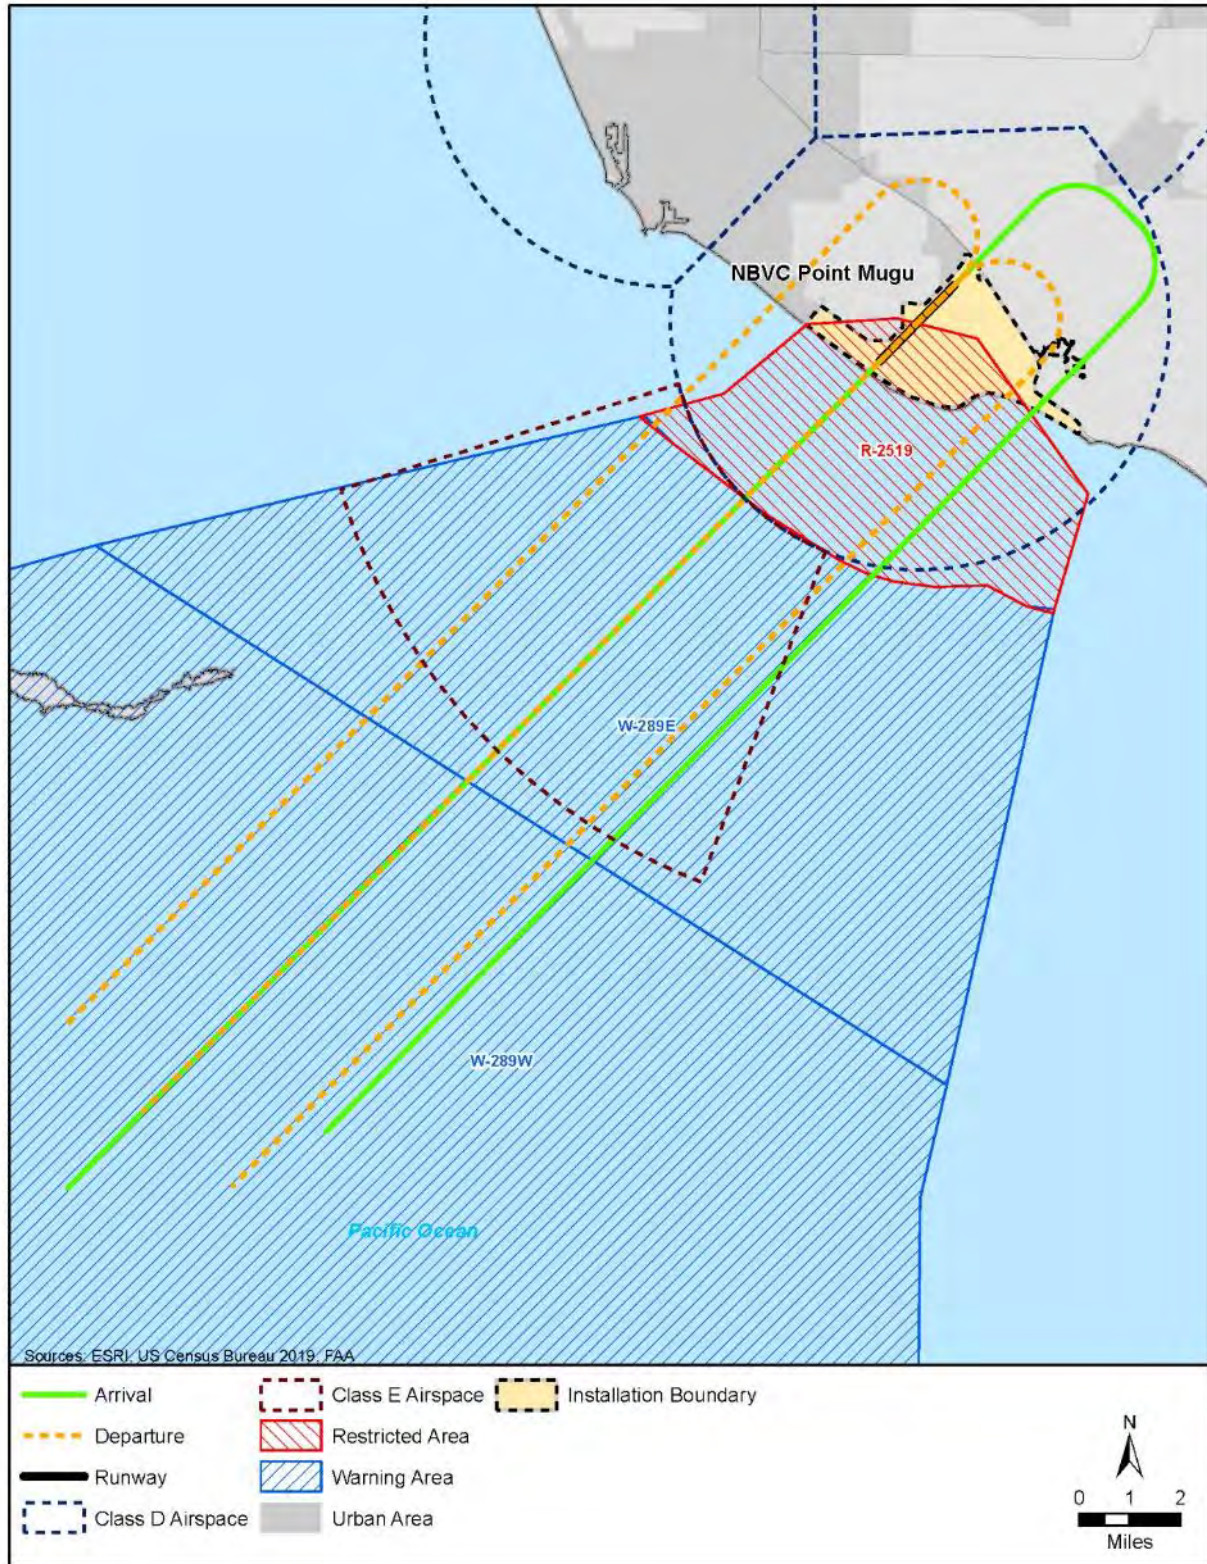 NBVC Point Mugu
R-2519
W-289E
W-289W
Pacific Ocean
Sources: ESRI, US Census Bureau 2019, FAA
Arrival
Departure
Runway
Class D Airspace
Class E Airspace
Restricted Area
Warning Area
Urban Area
Installation Boundary
N
0 1 2
Miles